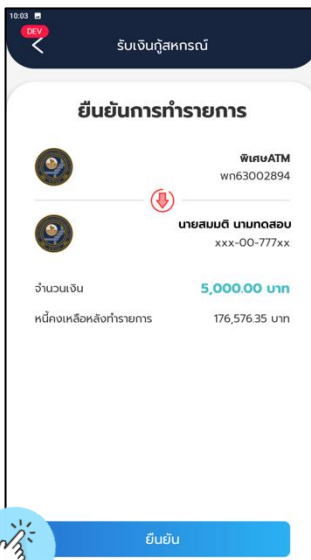 10:03
DEV
รับเงินกู้สหกรณ์
ยืนยันการทำรายการ
พิเศษATM
พก63002894
นายสมมติ นามทดสอบ
xxx-00-777xx
จำนวนเงิน 5,000.00 บาท
หนี้คงเหลือหลังทำรายการ 176,576.35 บาท
ยืนยัน